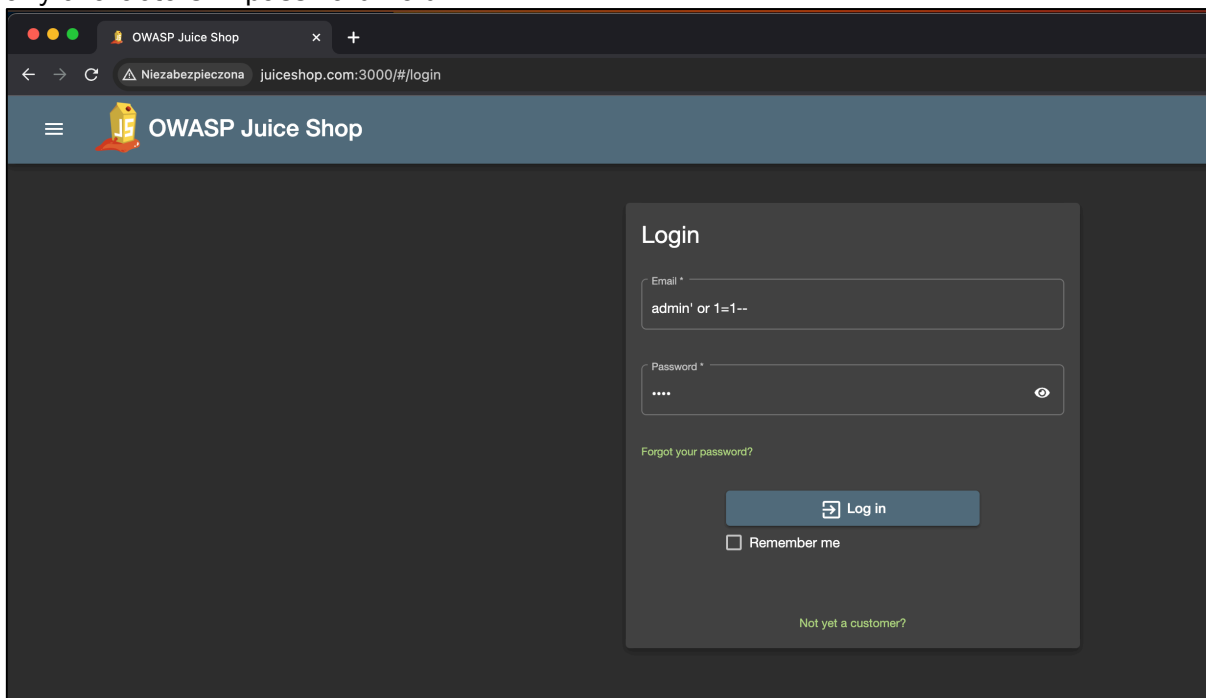 OWASP Juice Shop
Niezabezpieczona juiceshop.com:3000/#/login
JS OWASP Juice Shop
Login
Email *
admin' or 1=1--
Password *
••••
Forgot your password?
Log in
Remember me
Not yet a customer?